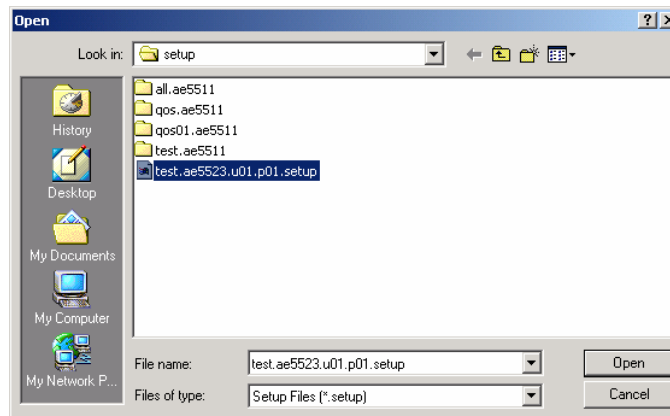 Open
Look in:
setup
all.ae5511
qos.ae5511
qos01.ae5511
test.ae5511
test.ae5523.u01.p01.setup
History
Desktop
My Documents
My Computer
My Network P...
File name:
test.ae5523.u01.p01.setup
Open
Files of type:
Setup Files (*.setup)
Cancel